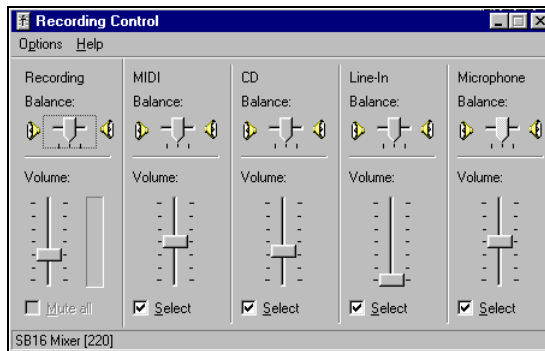 Recording Control
Options Help
Recording MIDI CD Line-In Microphone
Balance: Balance: Balance: Balance: Balance:
Volume: Volume: Volume: Volume: Volume:
Mute all Select Select Select Select
SB16 Mixer [220]